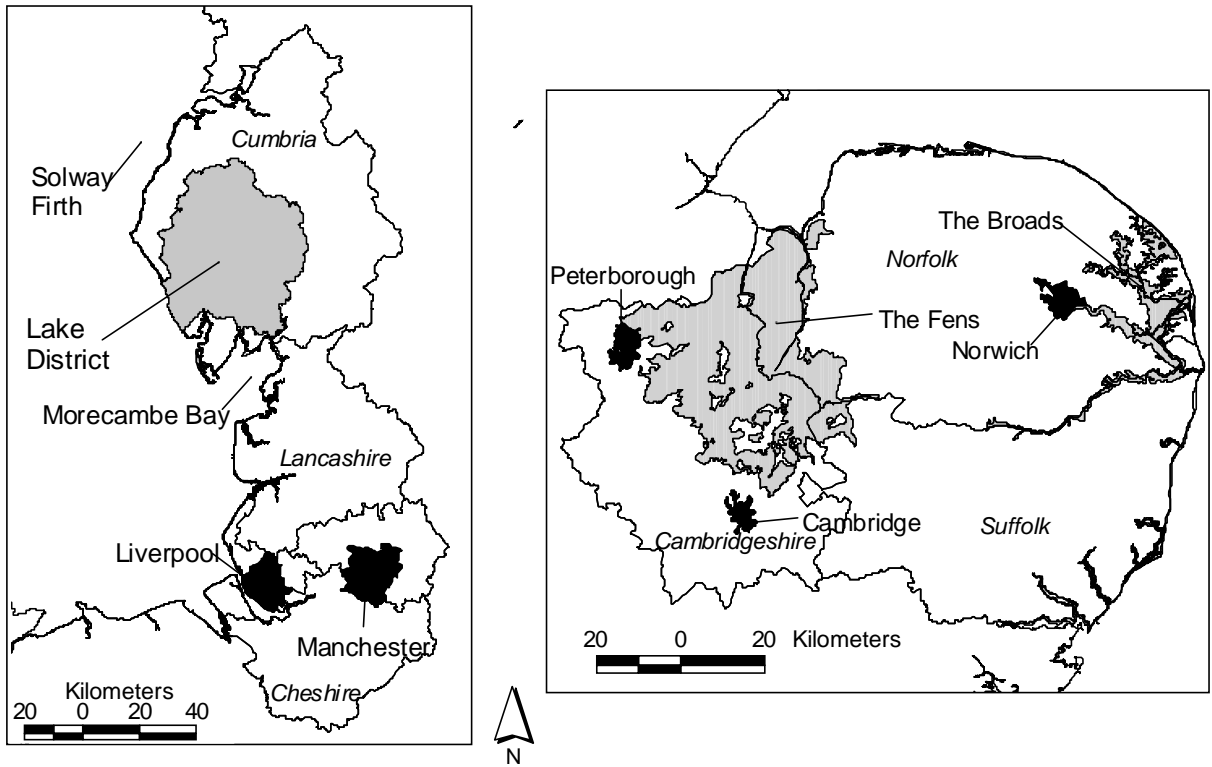 Cumbria
Solway
Firth
Lake
District
Morecambe Bay
Lancashire
Liverpool
Manchester
Cheshire
Kilometers
20 0 20 40
N
The Broads
Norfolk
Peterborough
The Fens
Norwich
Cambridge
Cambridgeshire
Suffolk
20 0 20 Kilometers